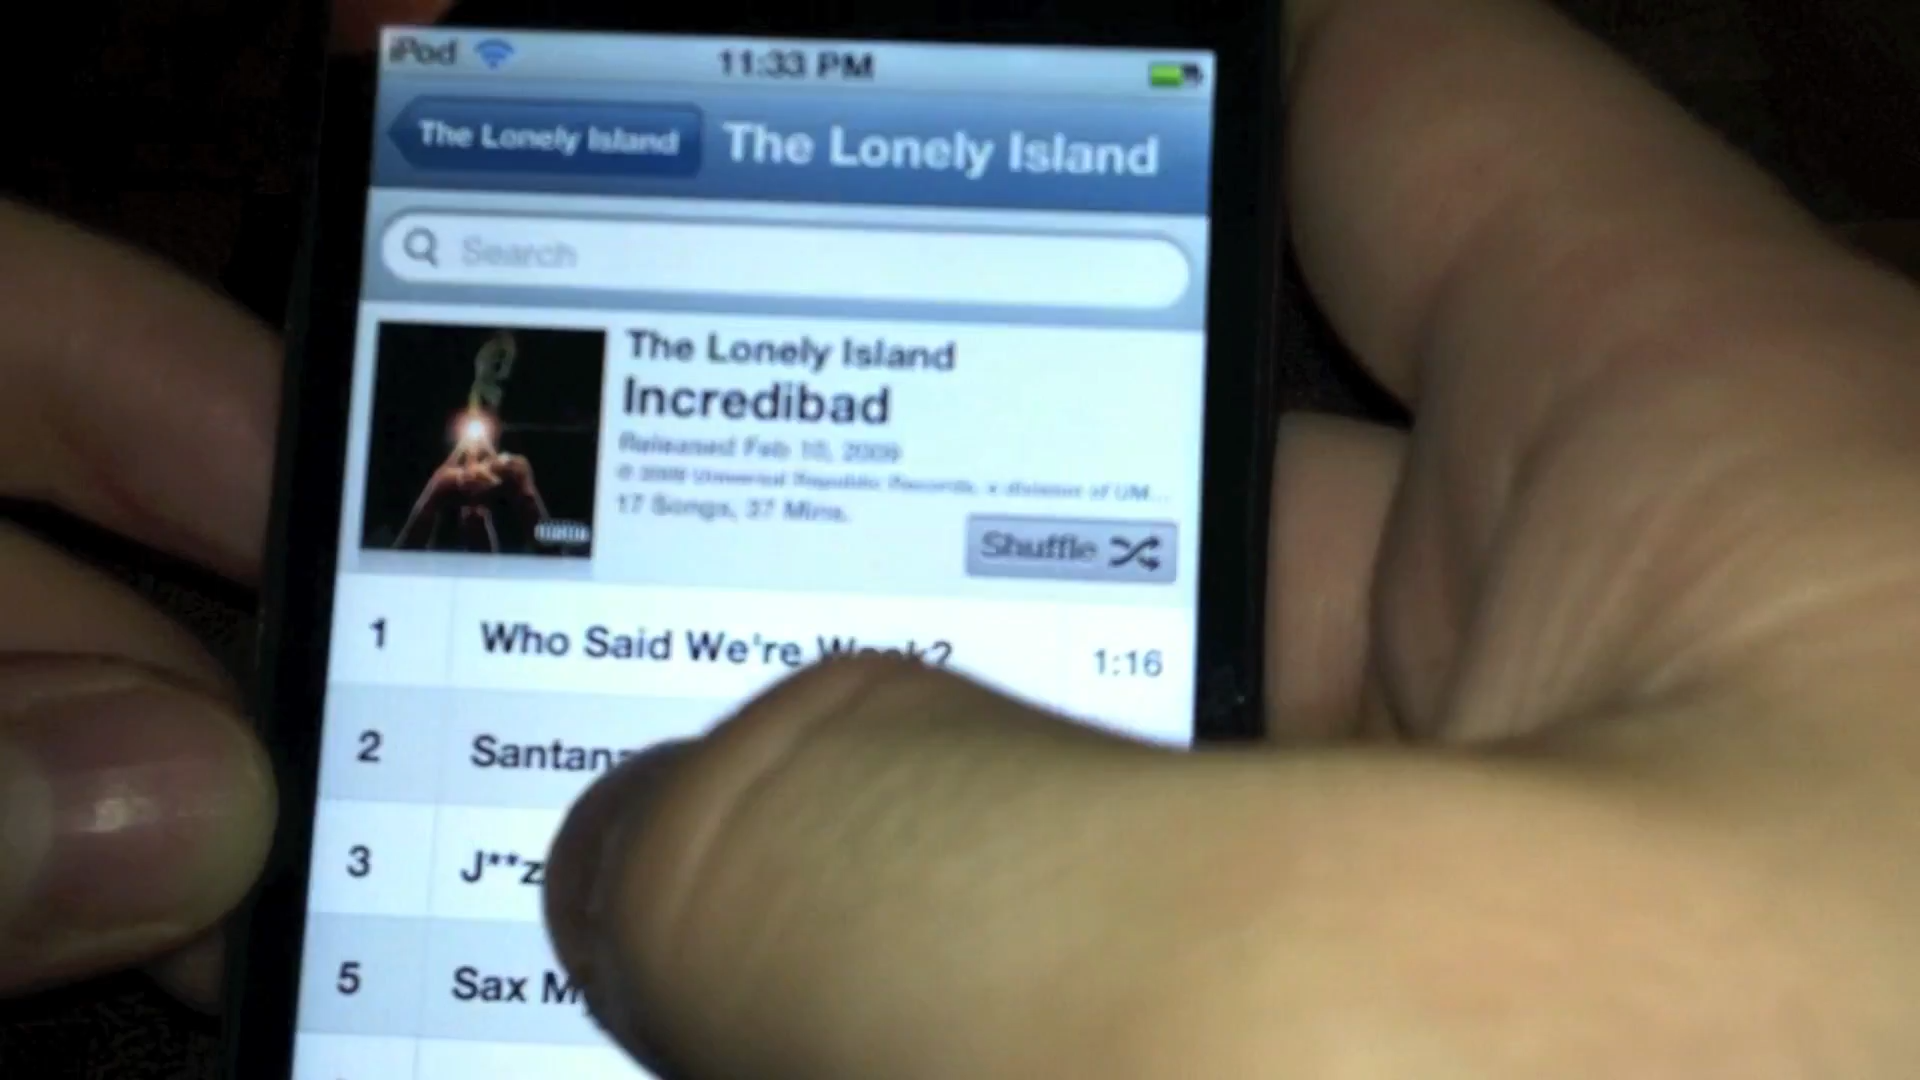 iPod 11:33 PM
The Lonely Island The Lonely Island
Search
The Lonely Island
Incredibad
Released Feb 10, 2009
© 2009 Universal Republic Records, a division of UM...
17 Songs, 37 Mins.
Shuffle
1 Who Said We're 1:16
2
3 J**z
5 Sax